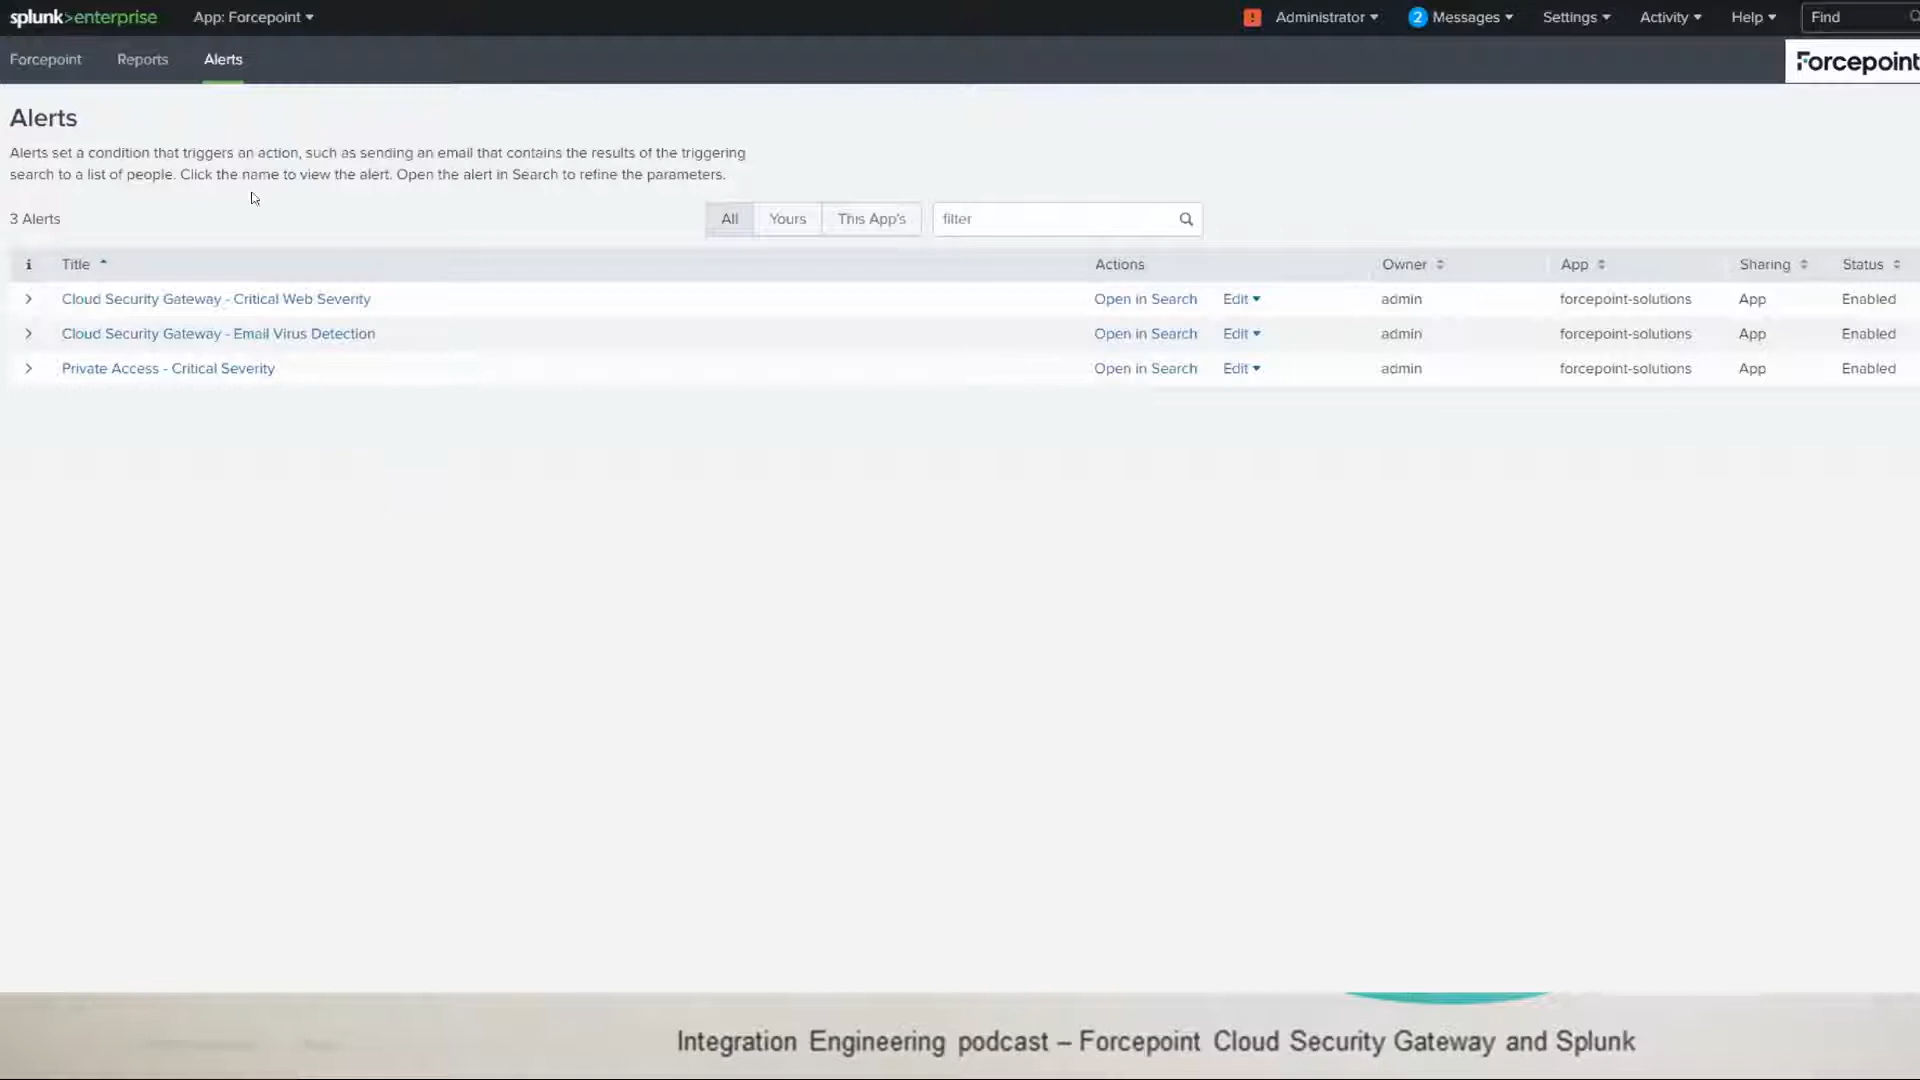 splunk>enterprise App: Forcepoint Administrator 2 Messages Settings Activity Help Find
Forcepoint Reports Alerts Forcepoint
Alerts
Alerts set a condition that triggers an action, such as sending an email that contains the results of the triggering
search to a list of people. Click the name to view the alert. Open the alert in Search to refine the parameters.
3 Alerts All Yours This App's filter
i Title Actions Owner App Sharing Status
Cloud Security Gateway - Critical Web Severity Open in Search Edit admin forcepoint-solutions App Enabled
Cloud Security Gateway - Email Virus Detection Open in Search Edit admin forcepoint-solutions App Enabled
Private Access - Critical Severity Open in Search Edit admin forcepoint-solutions App Enabled
Integration Engineering podcast – Forcepoint Cloud Security Gateway and Splunk